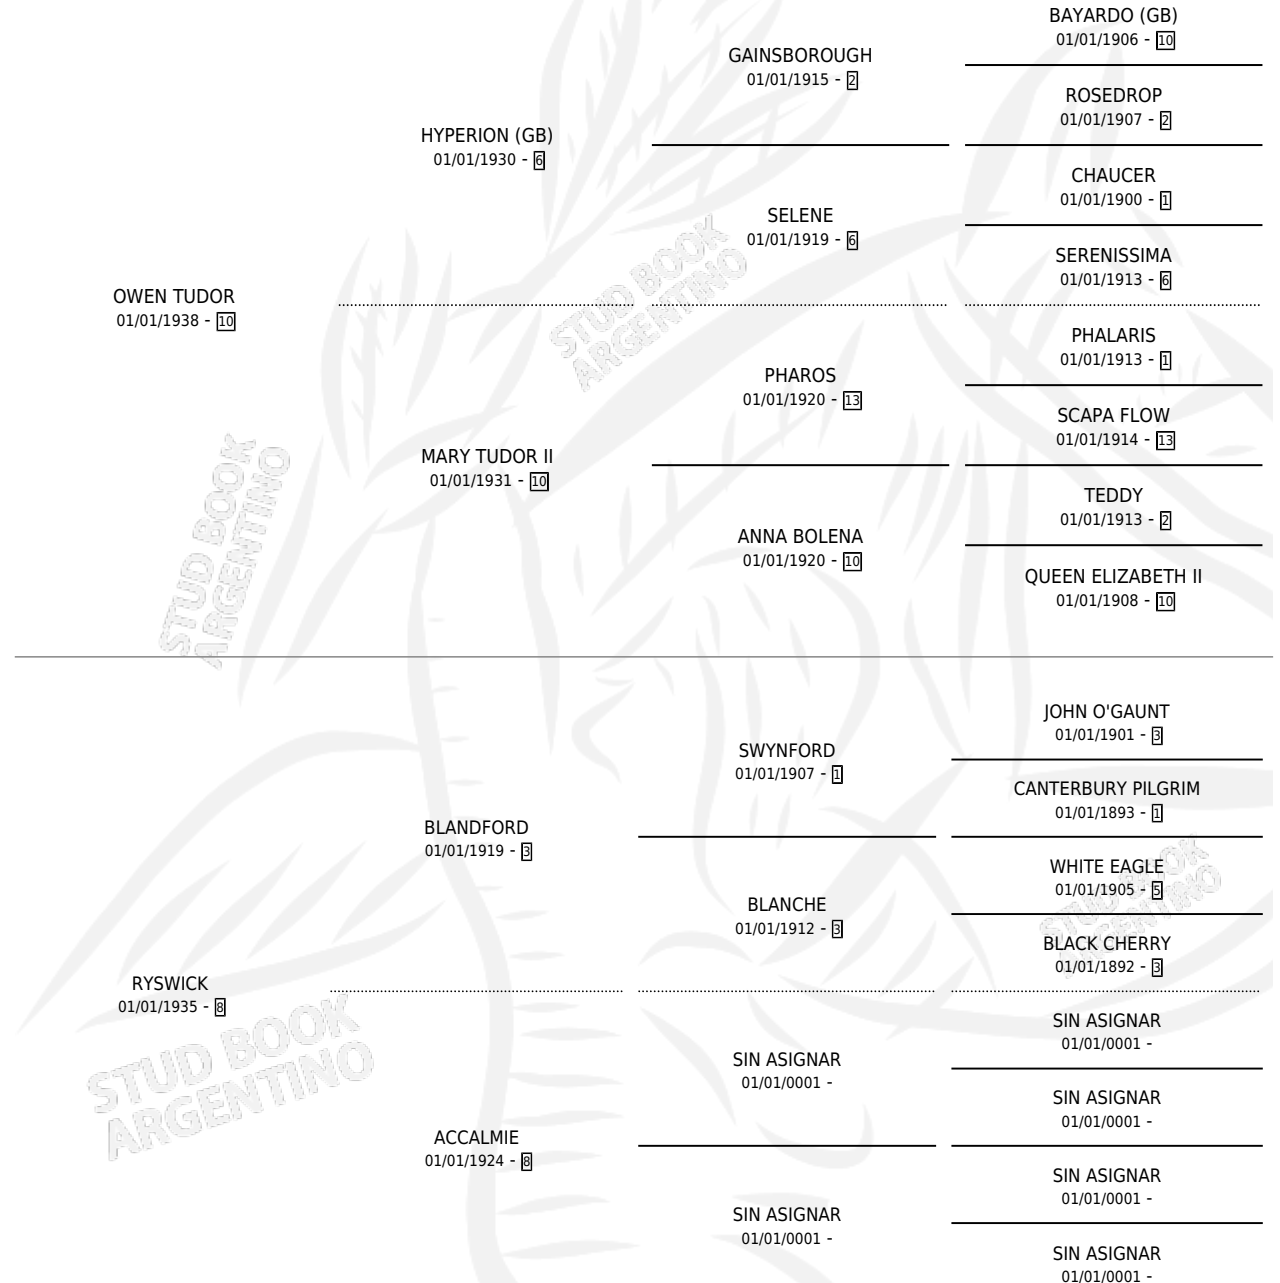 BAYARDO (GB)
01/01/1906 - 10
GAINSBOROUGH
01/01/1915 - 2
ROSEDROP
01/01/1907 - 2
HYPERION (GB)
01/01/1930 - 6
CHAUCER
01/01/1900 - 1
SELENE
01/01/1919 - 6
SERENISSIMA
01/01/1913 - 6
OWEN TUDOR
01/01/1938 - 10
PHALARIS
01/01/1913 - 1
PHAROS
01/01/1920 - 13
SCAPA FLOW
01/01/1914 - 13
MARY TUDOR II
01/01/1931 - 10
TEDDY
01/01/1913 - 2
ANNA BOLENA
01/01/1920 - 10
QUEEN ELIZABETH II
01/01/1908 - 10
JOHN O'GAUNT
01/01/1901 - 3
SWYNFORD
01/01/1907 - 1
CANTERBURY PILGRIM
01/01/1893 - 1
BLANDFORD
01/01/1919 - 3
WHITE EAGLE
01/01/1905 - 5
BLANCHE
01/01/1912 - 3
BLACK CHERRY
01/01/1892 - 3
RYSWICK
01/01/1935 - 8
SIN ASIGNAR
01/01/0001 -
SIN ASIGNAR
01/01/0001 -
SIN ASIGNAR
01/01/0001 -
ACCALMIE
01/01/1924 - 8
SIN ASIGNAR
01/01/0001 -
SIN ASIGNAR
01/01/0001 -
SIN ASIGNAR
01/01/0001 -
STUD BOOK
ARGENTINO
STUD BOOK
ARGENTINO
STUD BOOK
ARGENTINO
STUD BOOK
ARGENTINO